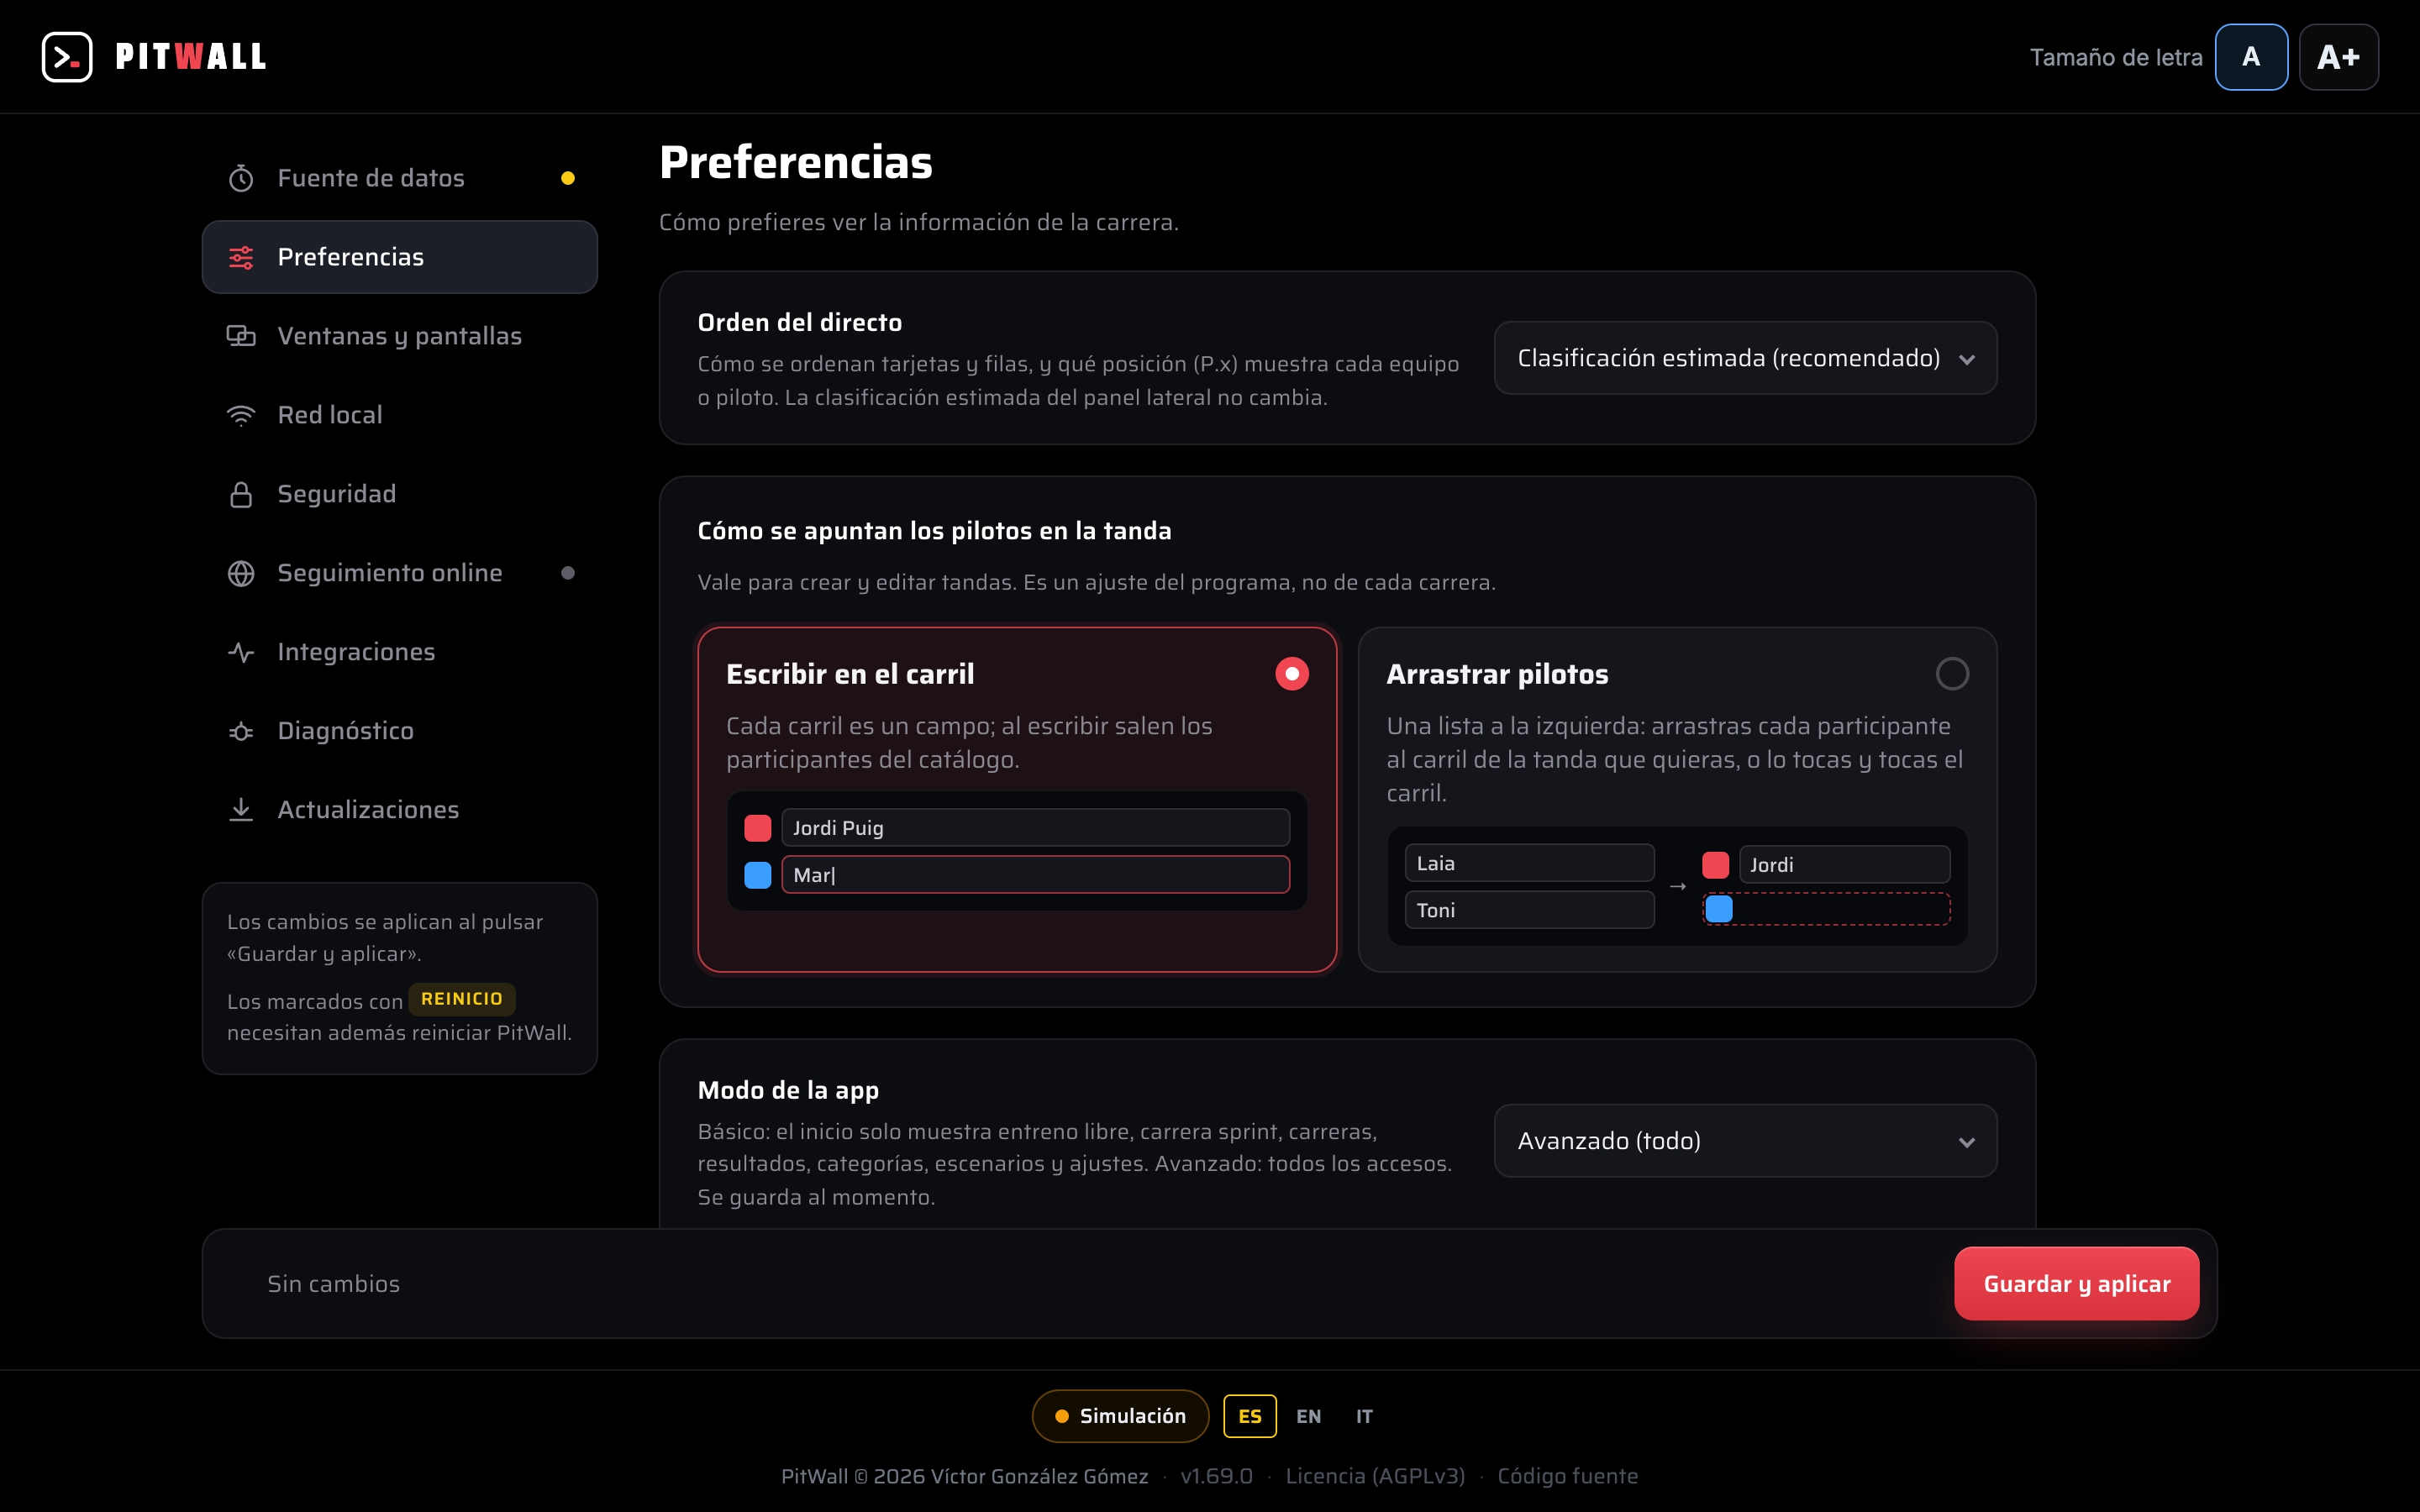 PITWALL
Tamaño de letra
A
A+
Fuente de datos
Preferencias
Ventanas y pantallas
Red local
Seguridad
Seguimiento online
Integraciones
Diagnóstico
Actualizaciones
Los cambios se aplican al pulsar
«Guardar y aplicar».
Los marcados con REINICIO
necesitan además reiniciar PitWall.
Preferencias
Cómo prefieres ver la información de la carrera.
Orden del directo
Cómo se ordenan tarjetas y filas, y qué posición (P.x) muestra cada equipo
o piloto. La clasificación estimada del panel lateral no cambia.
Clasificación estimada (recomendado)
Cómo se apuntan los pilotos en la tanda
Vale para crear y editar tandas. Es un ajuste del programa, no de cada carrera.
Escribir en el carril
Cada carril es un campo; al escribir salen los
participantes del catálogo.
Jordi Puig
Mar|
Arrastrar pilotos
Una lista a la izquierda: arrastras cada participante
al carril de la tanda que quieras, o lo tocas y tocas el
carril.
Laia
Toni
→
Jordi
Modo de la app
Básico: el inicio solo muestra entreno libre, carrera sprint, carreras,
resultados, categorías, escenarios y ajustes. Avanzado: todos los accesos.
Se guarda al momento.
Avanzado (todo)
Sin cambios
Guardar y aplicar
Simulación
ES
EN
IT
PitWall © 2026 Víctor González Gómez · v1.69.0 · Licencia (AGPLv3) · Código fuente